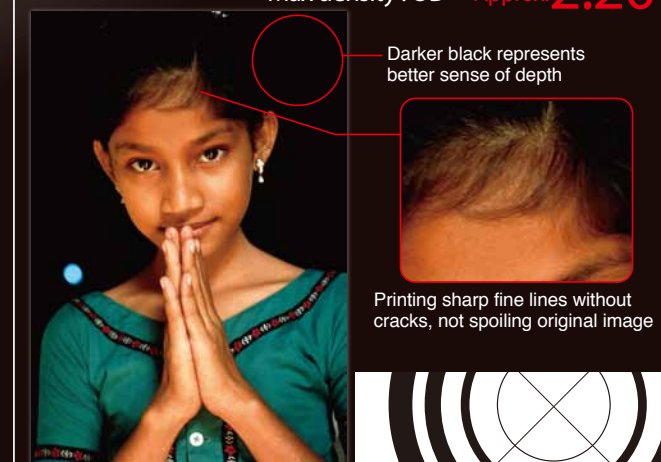 Darker black represents
better sense of depth
Printing sharp fine lines without
cracks, not spoiling original image